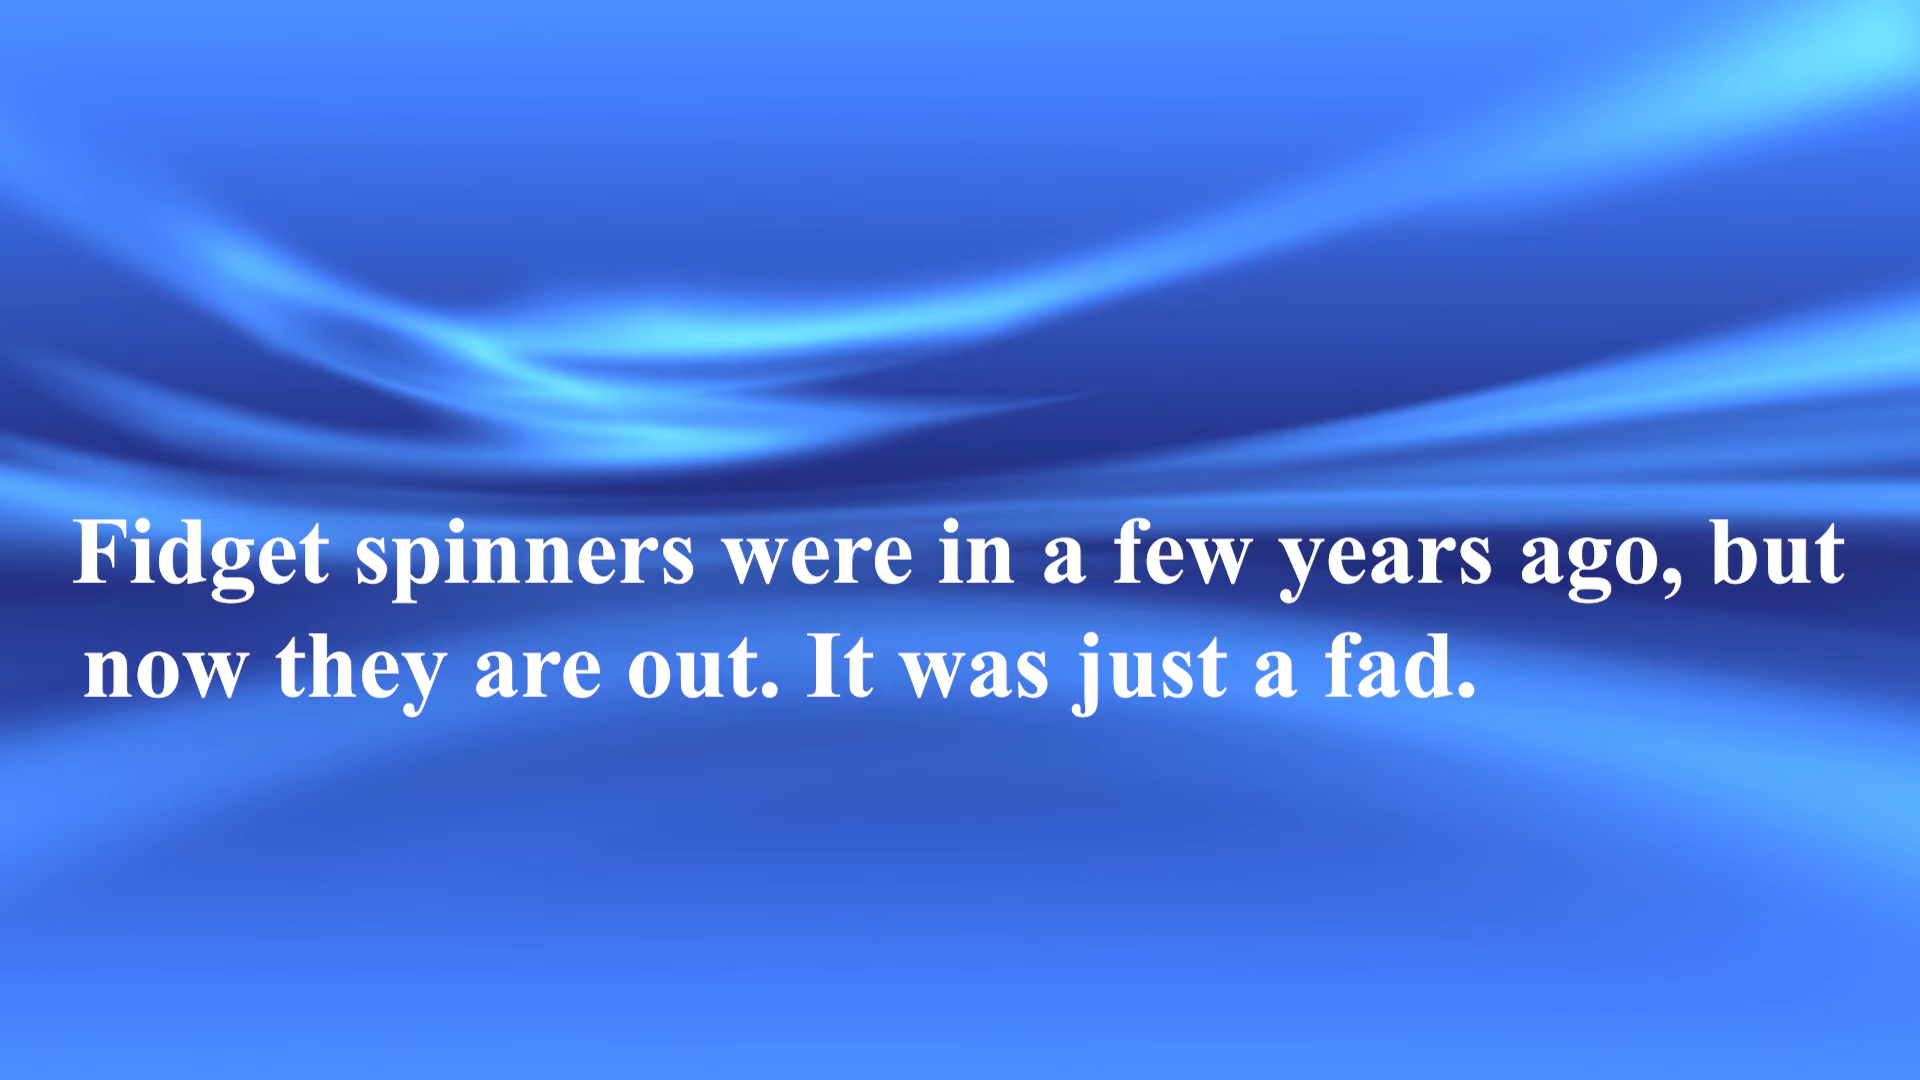 Fidget spinners were in a few years ago, but
now they are out. It was just a fad.